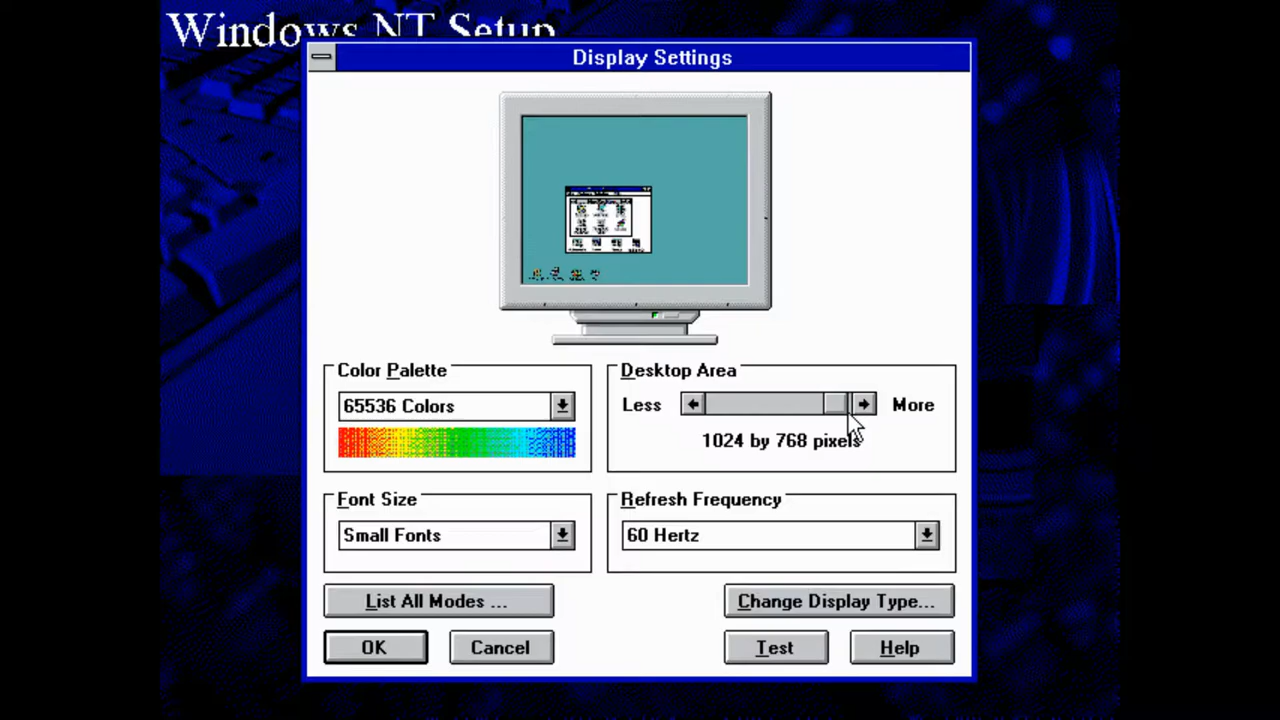 Windows NT Setup
Display Settings
Color Palette
65536 Colors
Desktop Area
Less
More
1024 by 768 pixels
Font Size
Small Fonts
Refresh Frequency
60 Hertz
List All Modes ...
Change Display Type...
OK
Cancel
Test
Help